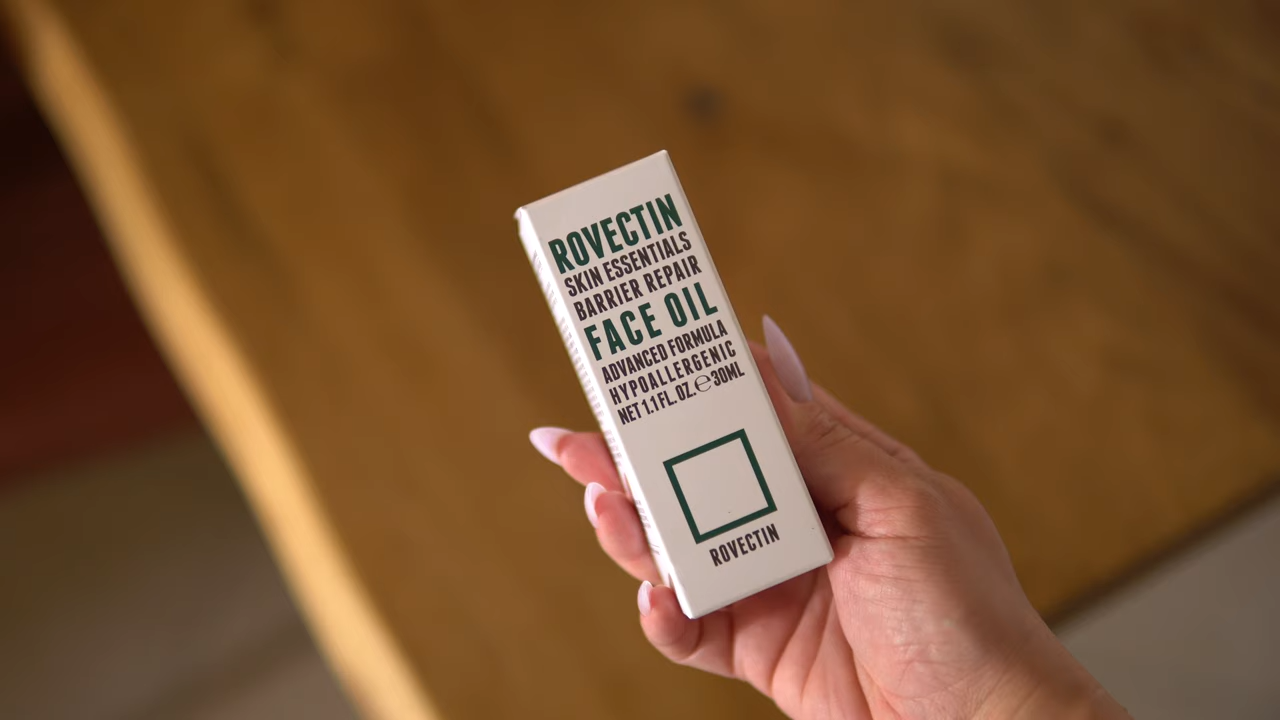 ROVECTIN
SKIN ESSENTIALS
BARRIER REPAIR
FACE OIL
ADVANCED FORMULA
HYPOALLERGENIC
NET 1.1 FL. OZ. ℮ 30ML
ROVECTIN